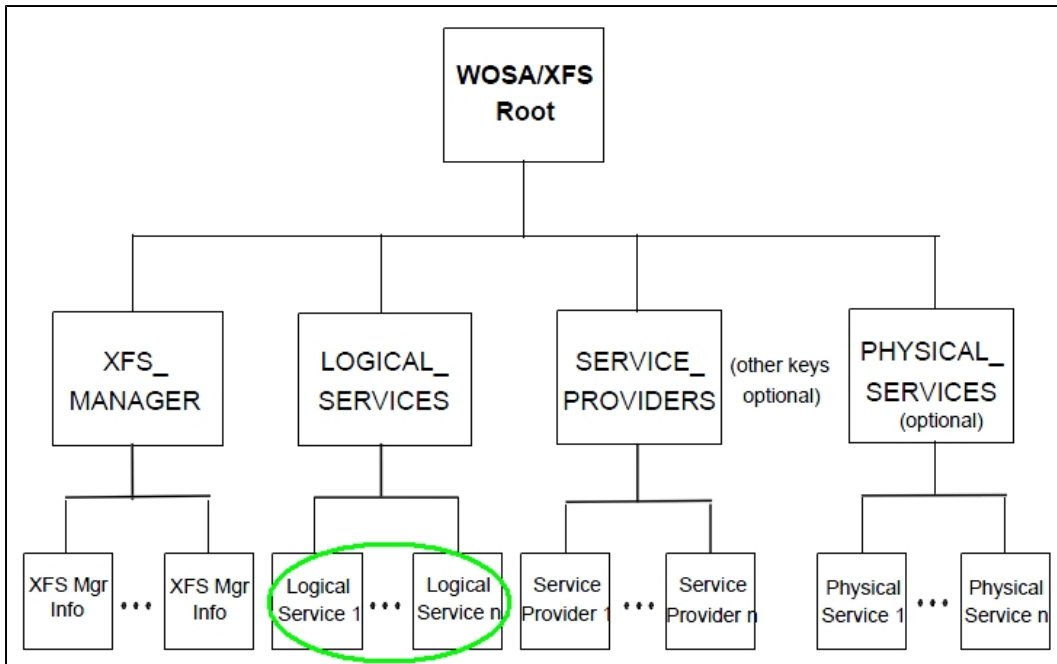 WOSA/XFS
Root
XFS_
MANAGER
LOGICAL_
SERVICES
SERVICE_
PROVIDERS
(other keys
optional)
PHYSICAL_
SERVICES
(optional)
XFS Mgr
Info
•••
XFS Mgr
Info
Logical
Service 1
•••
Logical
Service n
Service
Provider 1
•••
Service
Provider n
Physical
Service 1
•••
Physical
Service n